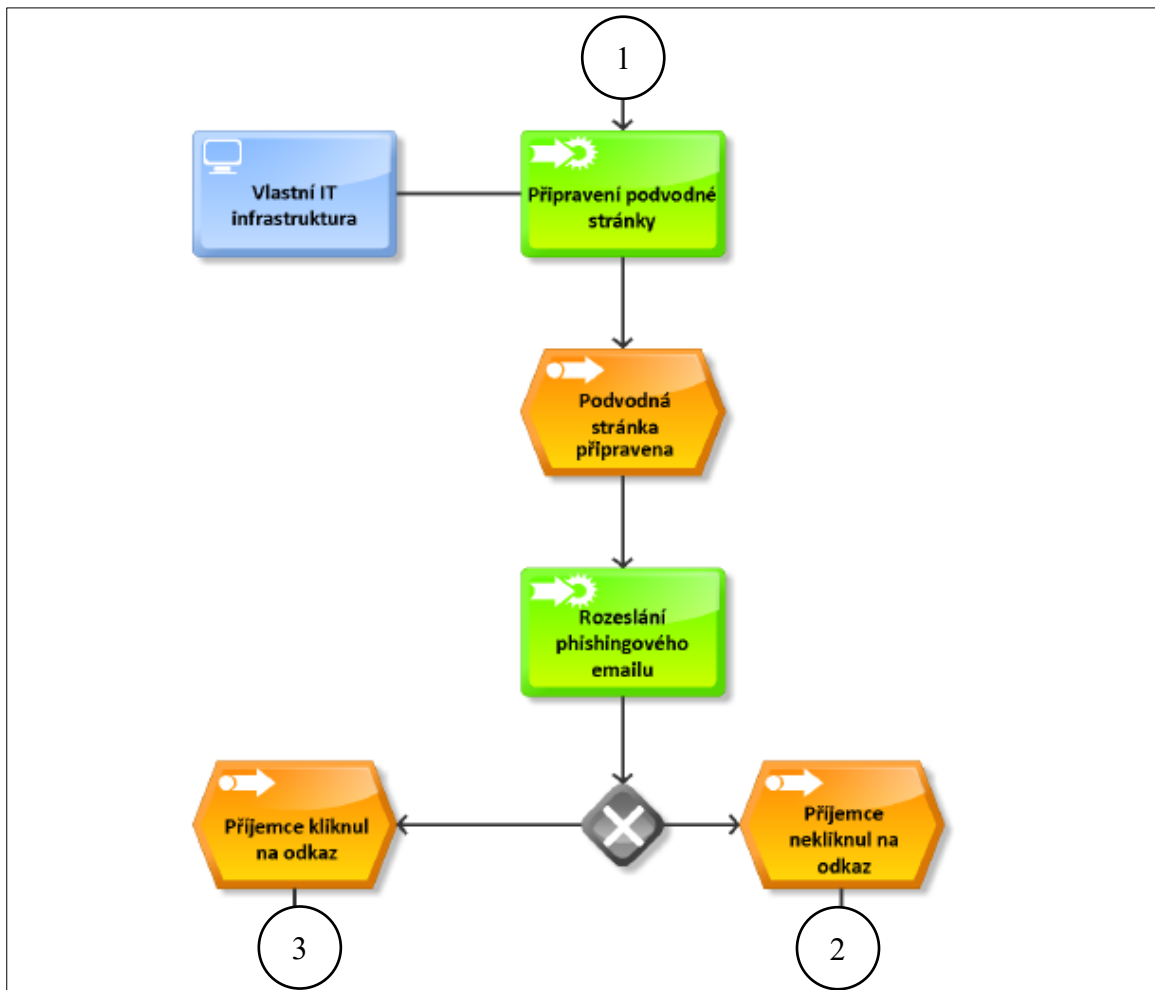 1
Vlastní IT
infrastruktura
Připravení podvodné
stránky
Podvodná
stránka
připravena
Rozeslání
phishingového
emailu
Příjemce kliknul
na odkaz
Příjemce
nekliknul na
odkaz
3
2